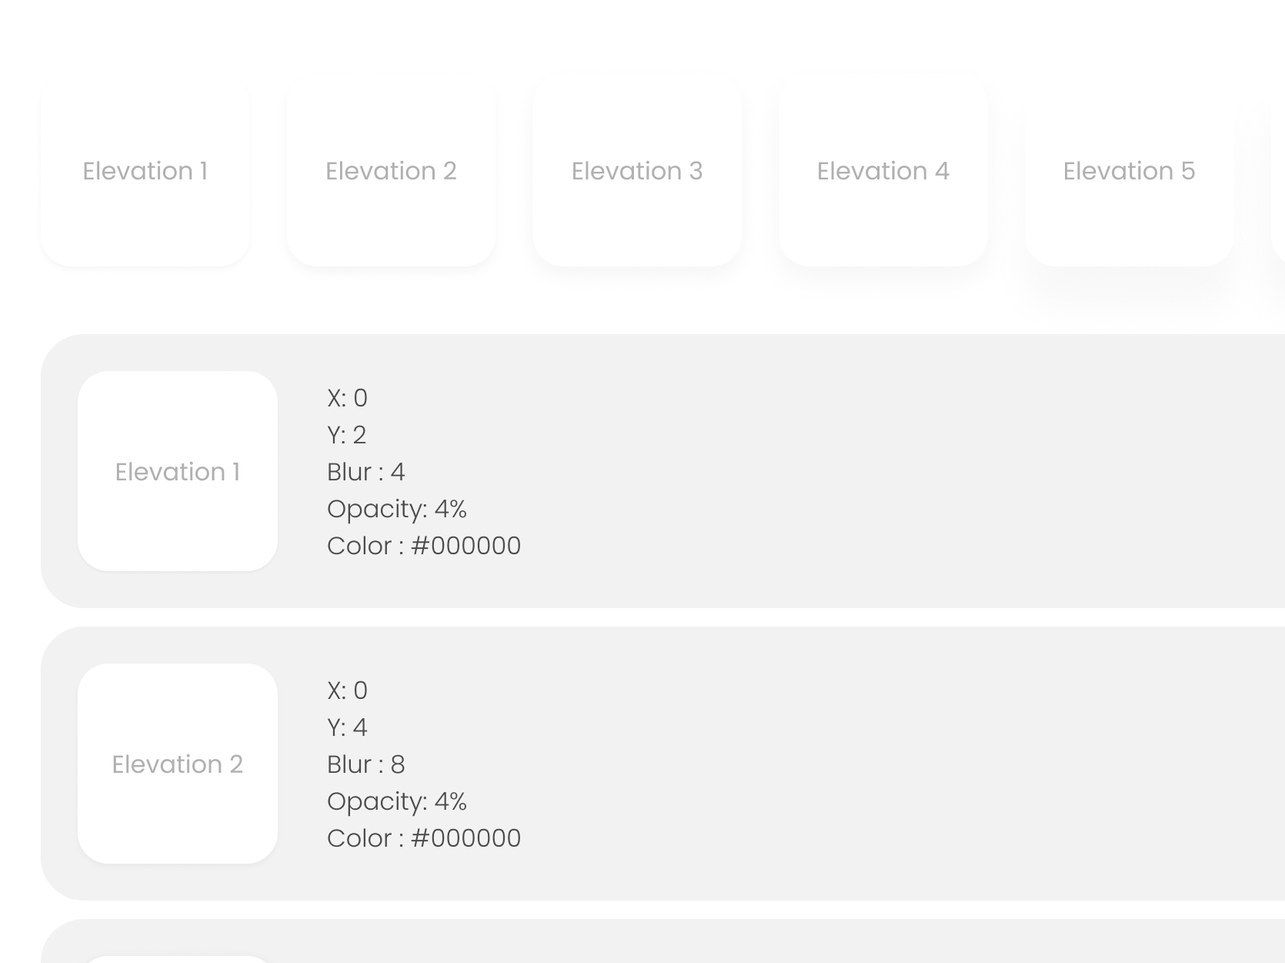 Elevation 1
Elevation 2
Elevation 3
Elevation 4
Elevation 5
Elevation 1
X: 0
Y: 2
Blur : 4
Opacity: 4%
Color : #000000
Elevation 2
X: 0
Y: 4
Blur : 8
Opacity: 4%
Color : #000000